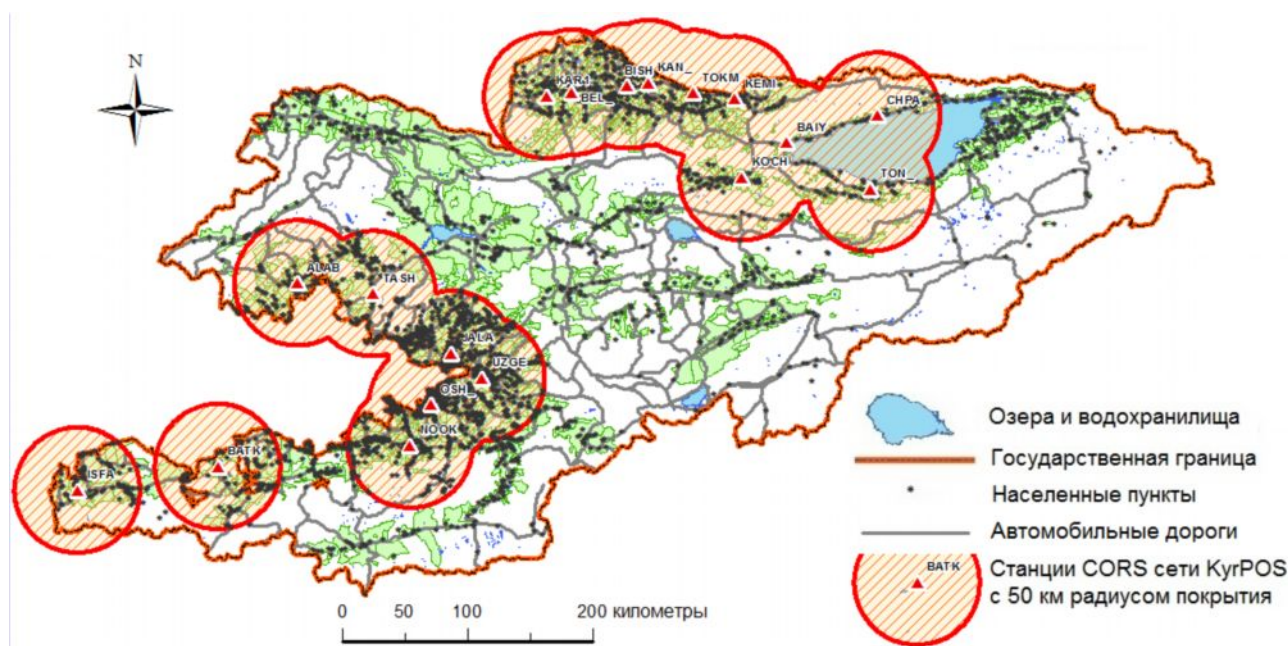 N
KAR1
BEL_
BISH
KAN_
TOKM
KEMI
CHPA
BAIY
KOCH
TON_
ALAB
TASH
JALA
UZGE
OSH_
NOOK
BATK
ISFA
Озера и водохранилища
Государственная граница
Населенные пункты
Автомобильные дороги
BATK
Станции CORS сети KyrPOS
с 50 км радиусом покрытия
0 50 100 200 километры